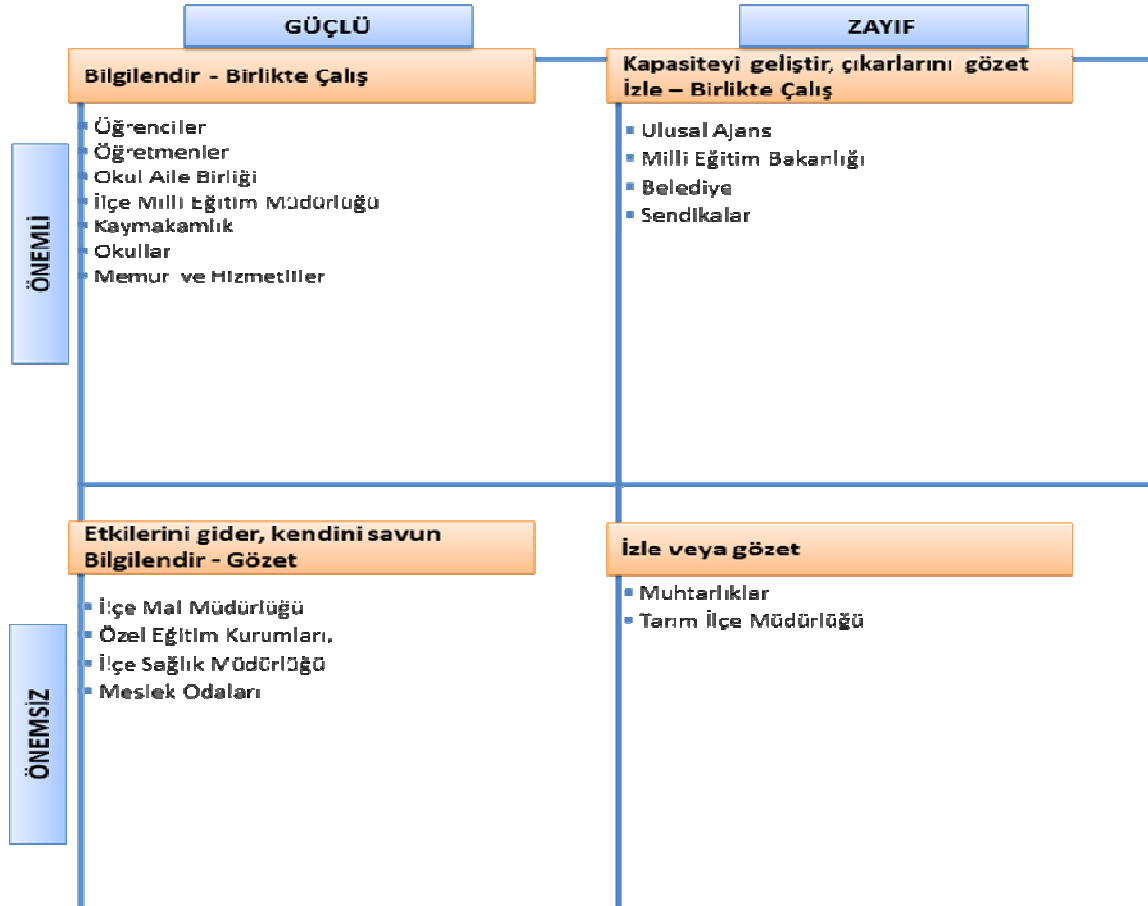 GÜÇLÜ
ZAYIF
ÖNEMLİ
Bilgilendir - Birlikte Çalış
Öğrenciler
Öğretmenler
Okul Aile Birliği
İlçe Milli Eğitim Müdürlüğü
Kaymakamlık
Okullar
Memur ve Hizmetliler
Kapasiteyi geliştir, çıkarlarını gözet
İzle – Birlikte Çalış
Ulusal Ajans
Milli Eğitim Bakanlığı
Belediye
Sendikalar
ÖNEMSİZ
Etkilerini gider, kendini savun
Bilgilendir - Gözet
İlçe Mal Müdürlüğü
Özel Eğitim Kurumları,
İlçe Sağlık Müdürlüğü
Meslek Odaları
İzle veya gözet
Muhtarlıklar
Tarım İlçe Müdürlüğü